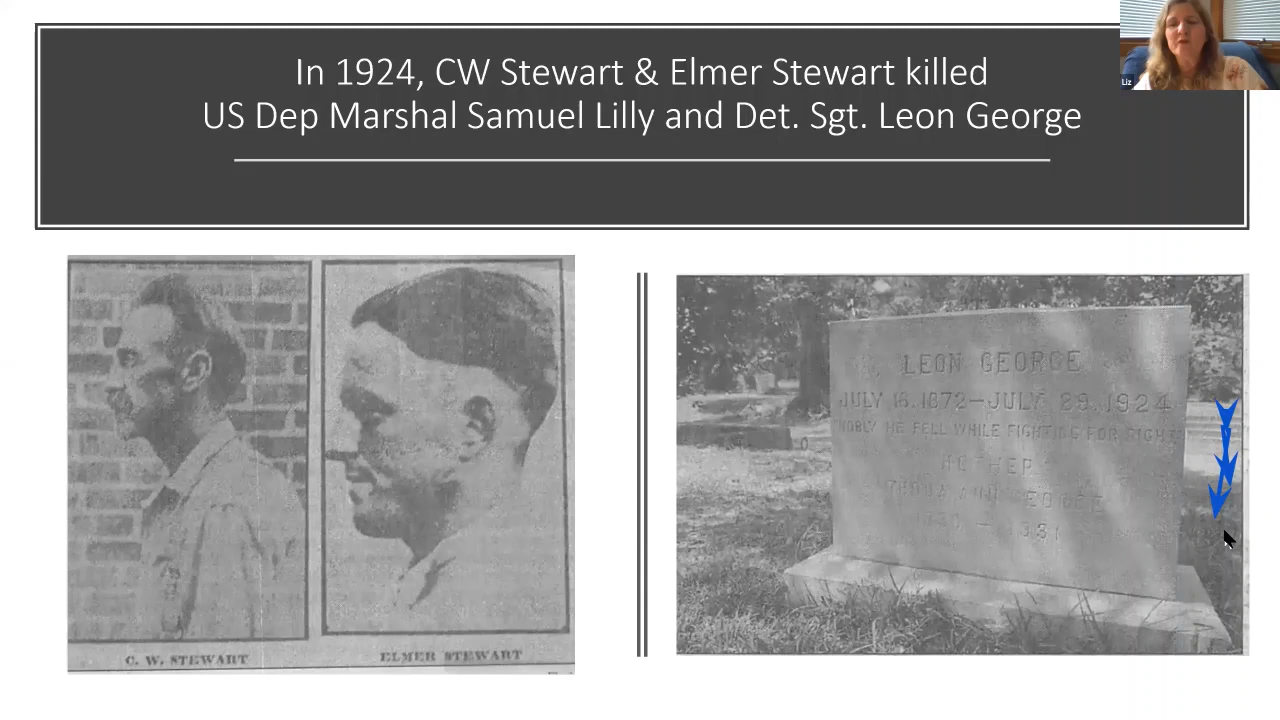 In 1924, CW Stewart & Elmer Stewart killed
US Dep Marshal Samuel Lilly and Det. Sgt. Leon George
Liz
C. W. STEWART
ELMER STEWART
LEON GEORGE
JULY 16, 1872—JULY 29, 1924
NOBLY HE FELL WHILE FIGHTING FOR RIGHT
MOTHER